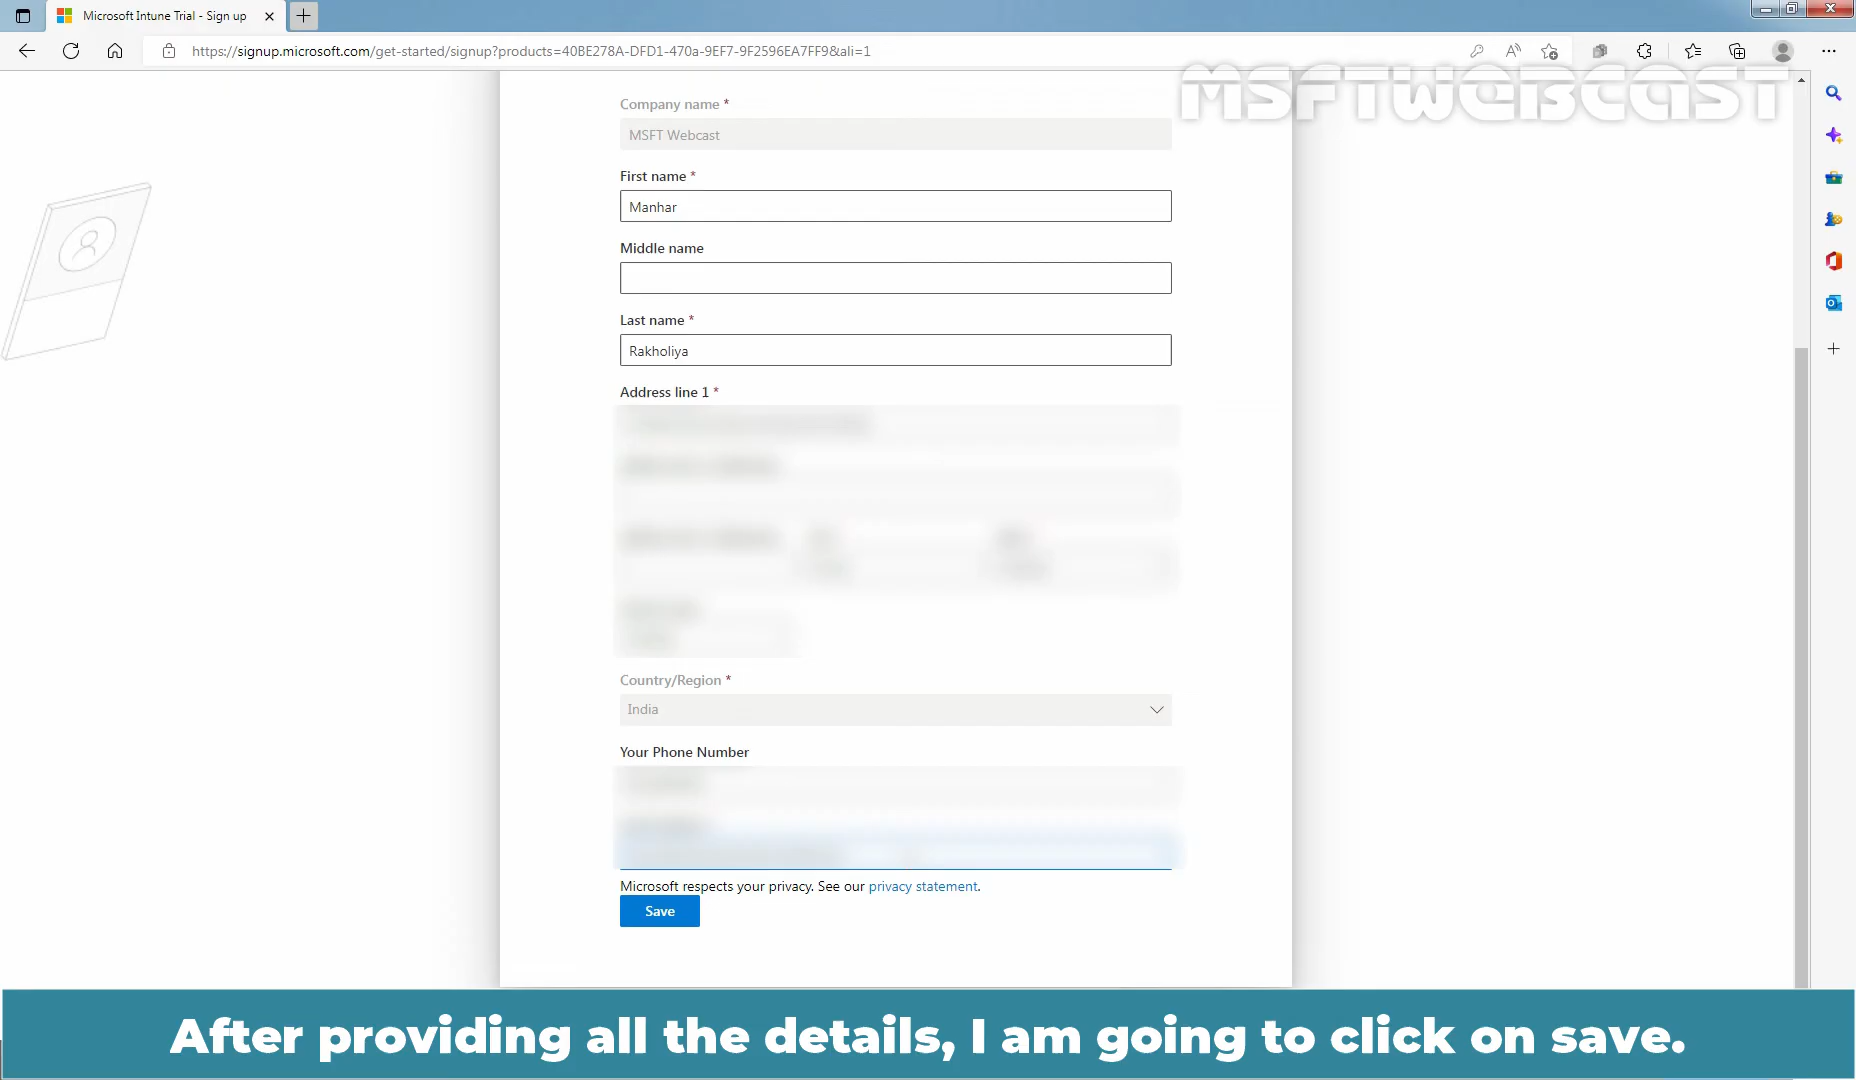 Microsoft Intune Trial - Sign up
https://signup.microsoft.com/get-started/signup?products=40BE278A-DFD1-470a-9EF7-9F2596EA7FF9&ali=1
MSFTWEBCAST
Company name *
MSFT Webcast
First name *
Manhar
Middle name
Last name *
Rakholiya
Address line 1 *
Country/Region *
India
Your Phone Number
Microsoft respects your privacy. See our privacy statement.
Save
After providing all the details, I am going to click on save.